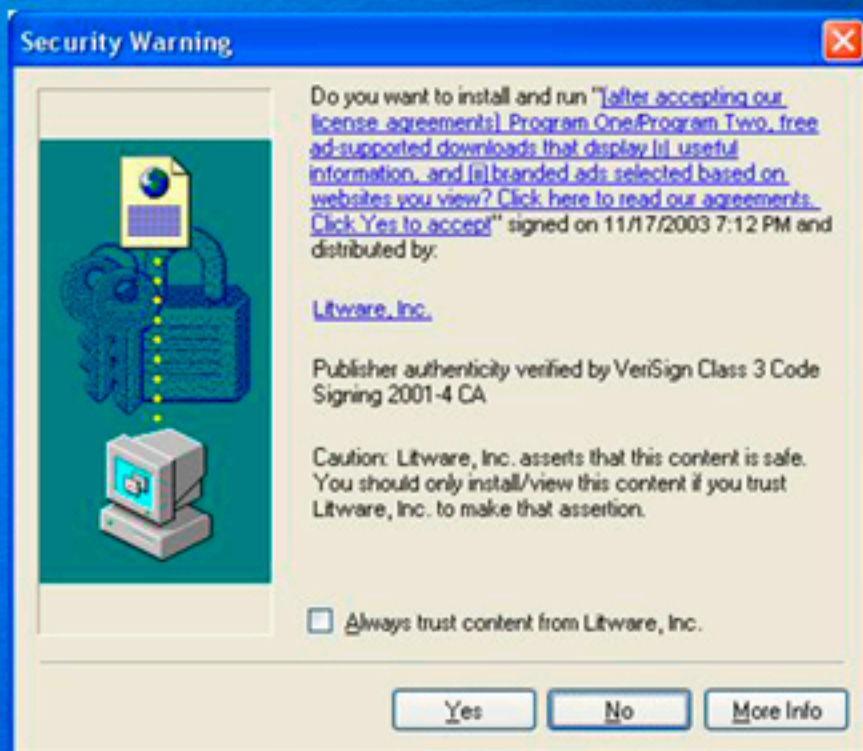 Security Warning
Do you want to install and run "[after accepting our
license agreements] Program One/Program Two, free
ad-supported downloads that display [i] useful
information, and [ii] branded ads selected based on
websites you view? Click here to read our agreements.
Click Yes to accept" signed on 11/17/2003 7:12 PM and
distributed by:
Litware, Inc.
Publisher authenticity verified by VeriSign Class 3 Code
Signing 2001-4 CA
Caution: Litware, Inc. asserts that this content is safe.
You should only install/view this content if you trust
Litware, Inc. to make that assertion.
Always trust content from Litware, Inc.
Yes No More Info